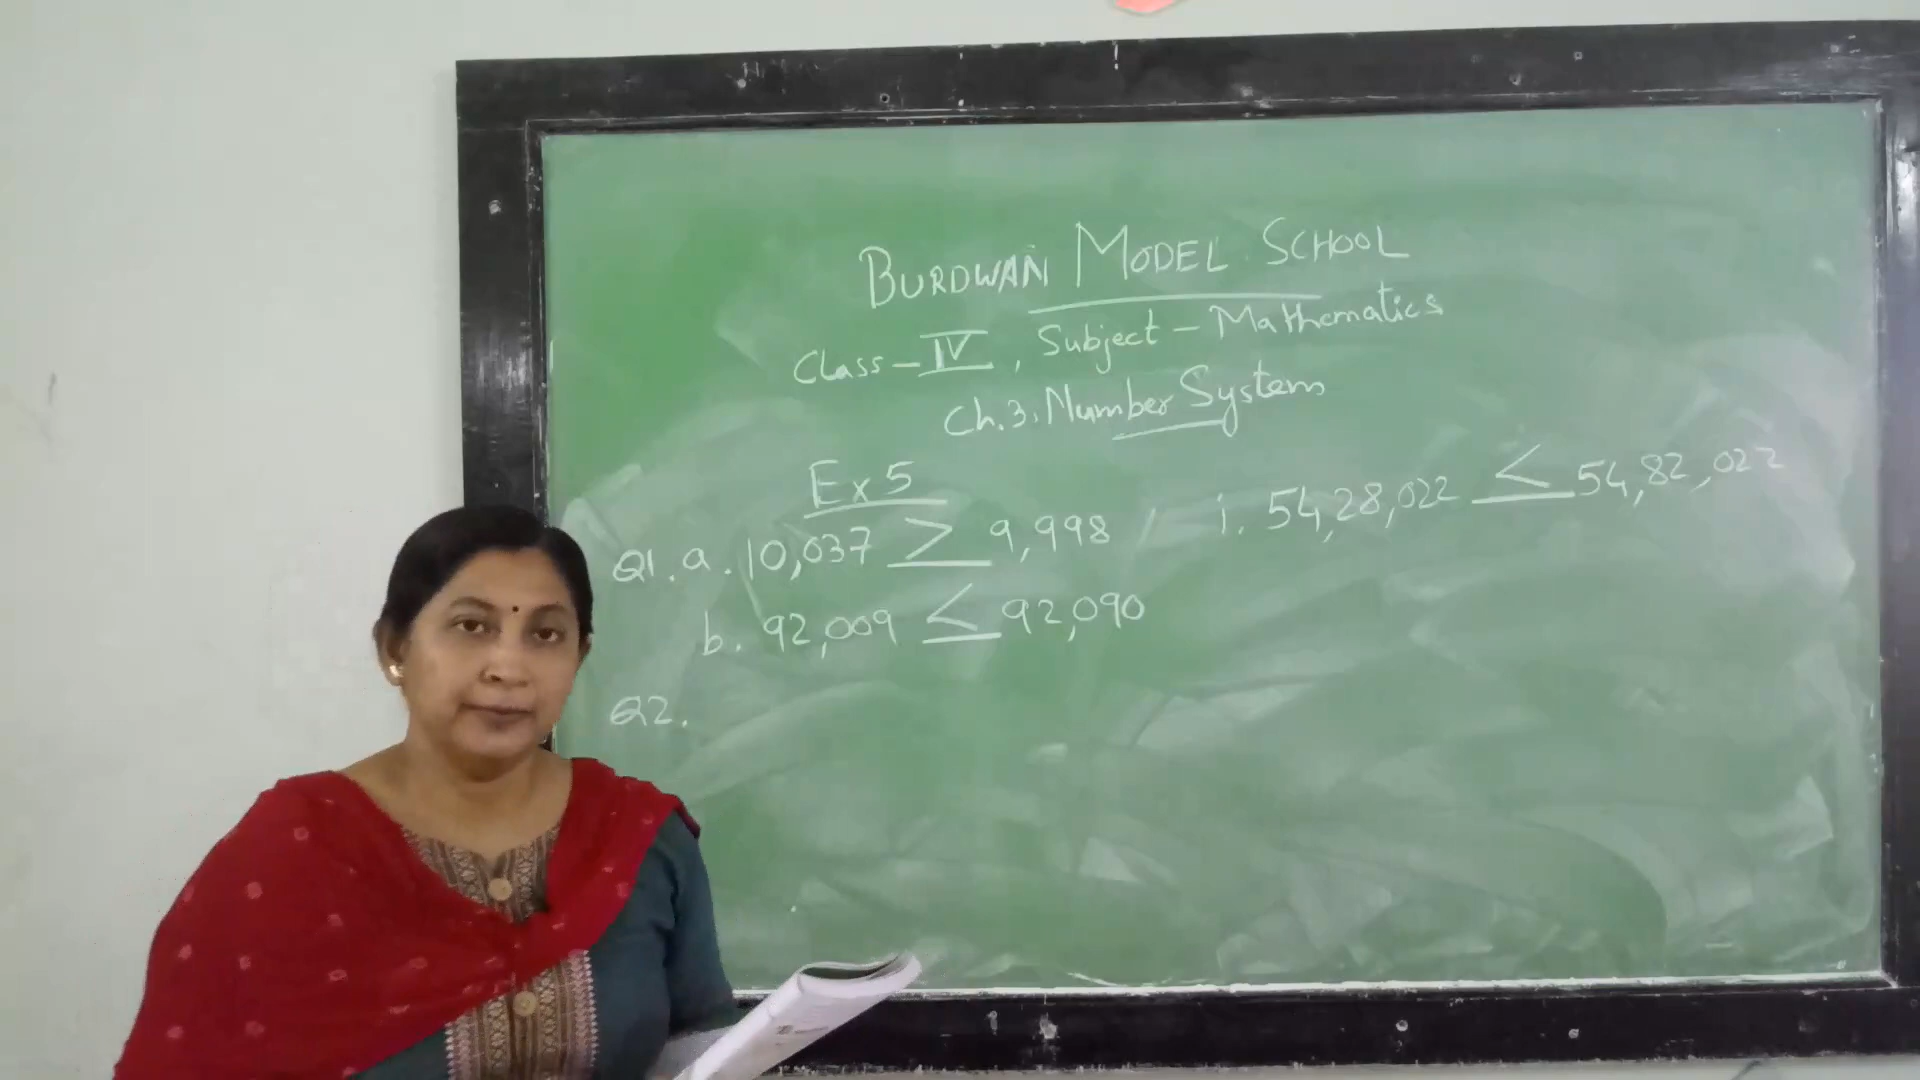 BURDWAN MODEL SCHOOL
Class - IV, Subject - Mathematics
Ch.3. Number System
Ex 5
Q1. a. 10,037 > 9,998
b. 92,009 < 92,090
Q2.
i. 54,28,022 < 54,82,022